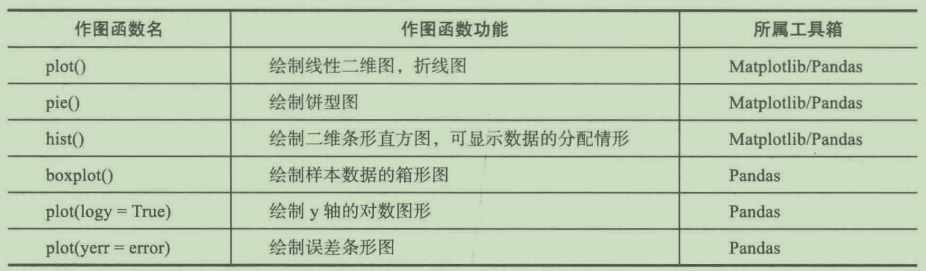 作图函数名 作图函数功能 所属工具箱
plot() 绘制线性二维图，折线图 Matplotlib/Pandas
pie() 绘制饼型图 Matplotlib/Pandas
hist() 绘制二维条形直方图，可显示数据的分配情形 Matplotlib/Pandas
boxplot() 绘制样本数据的箱形图 Pandas
plot(logy = True) 绘制 y 轴的对数图形 Pandas
plot(yerr = error) 绘制误差条形图 Pandas